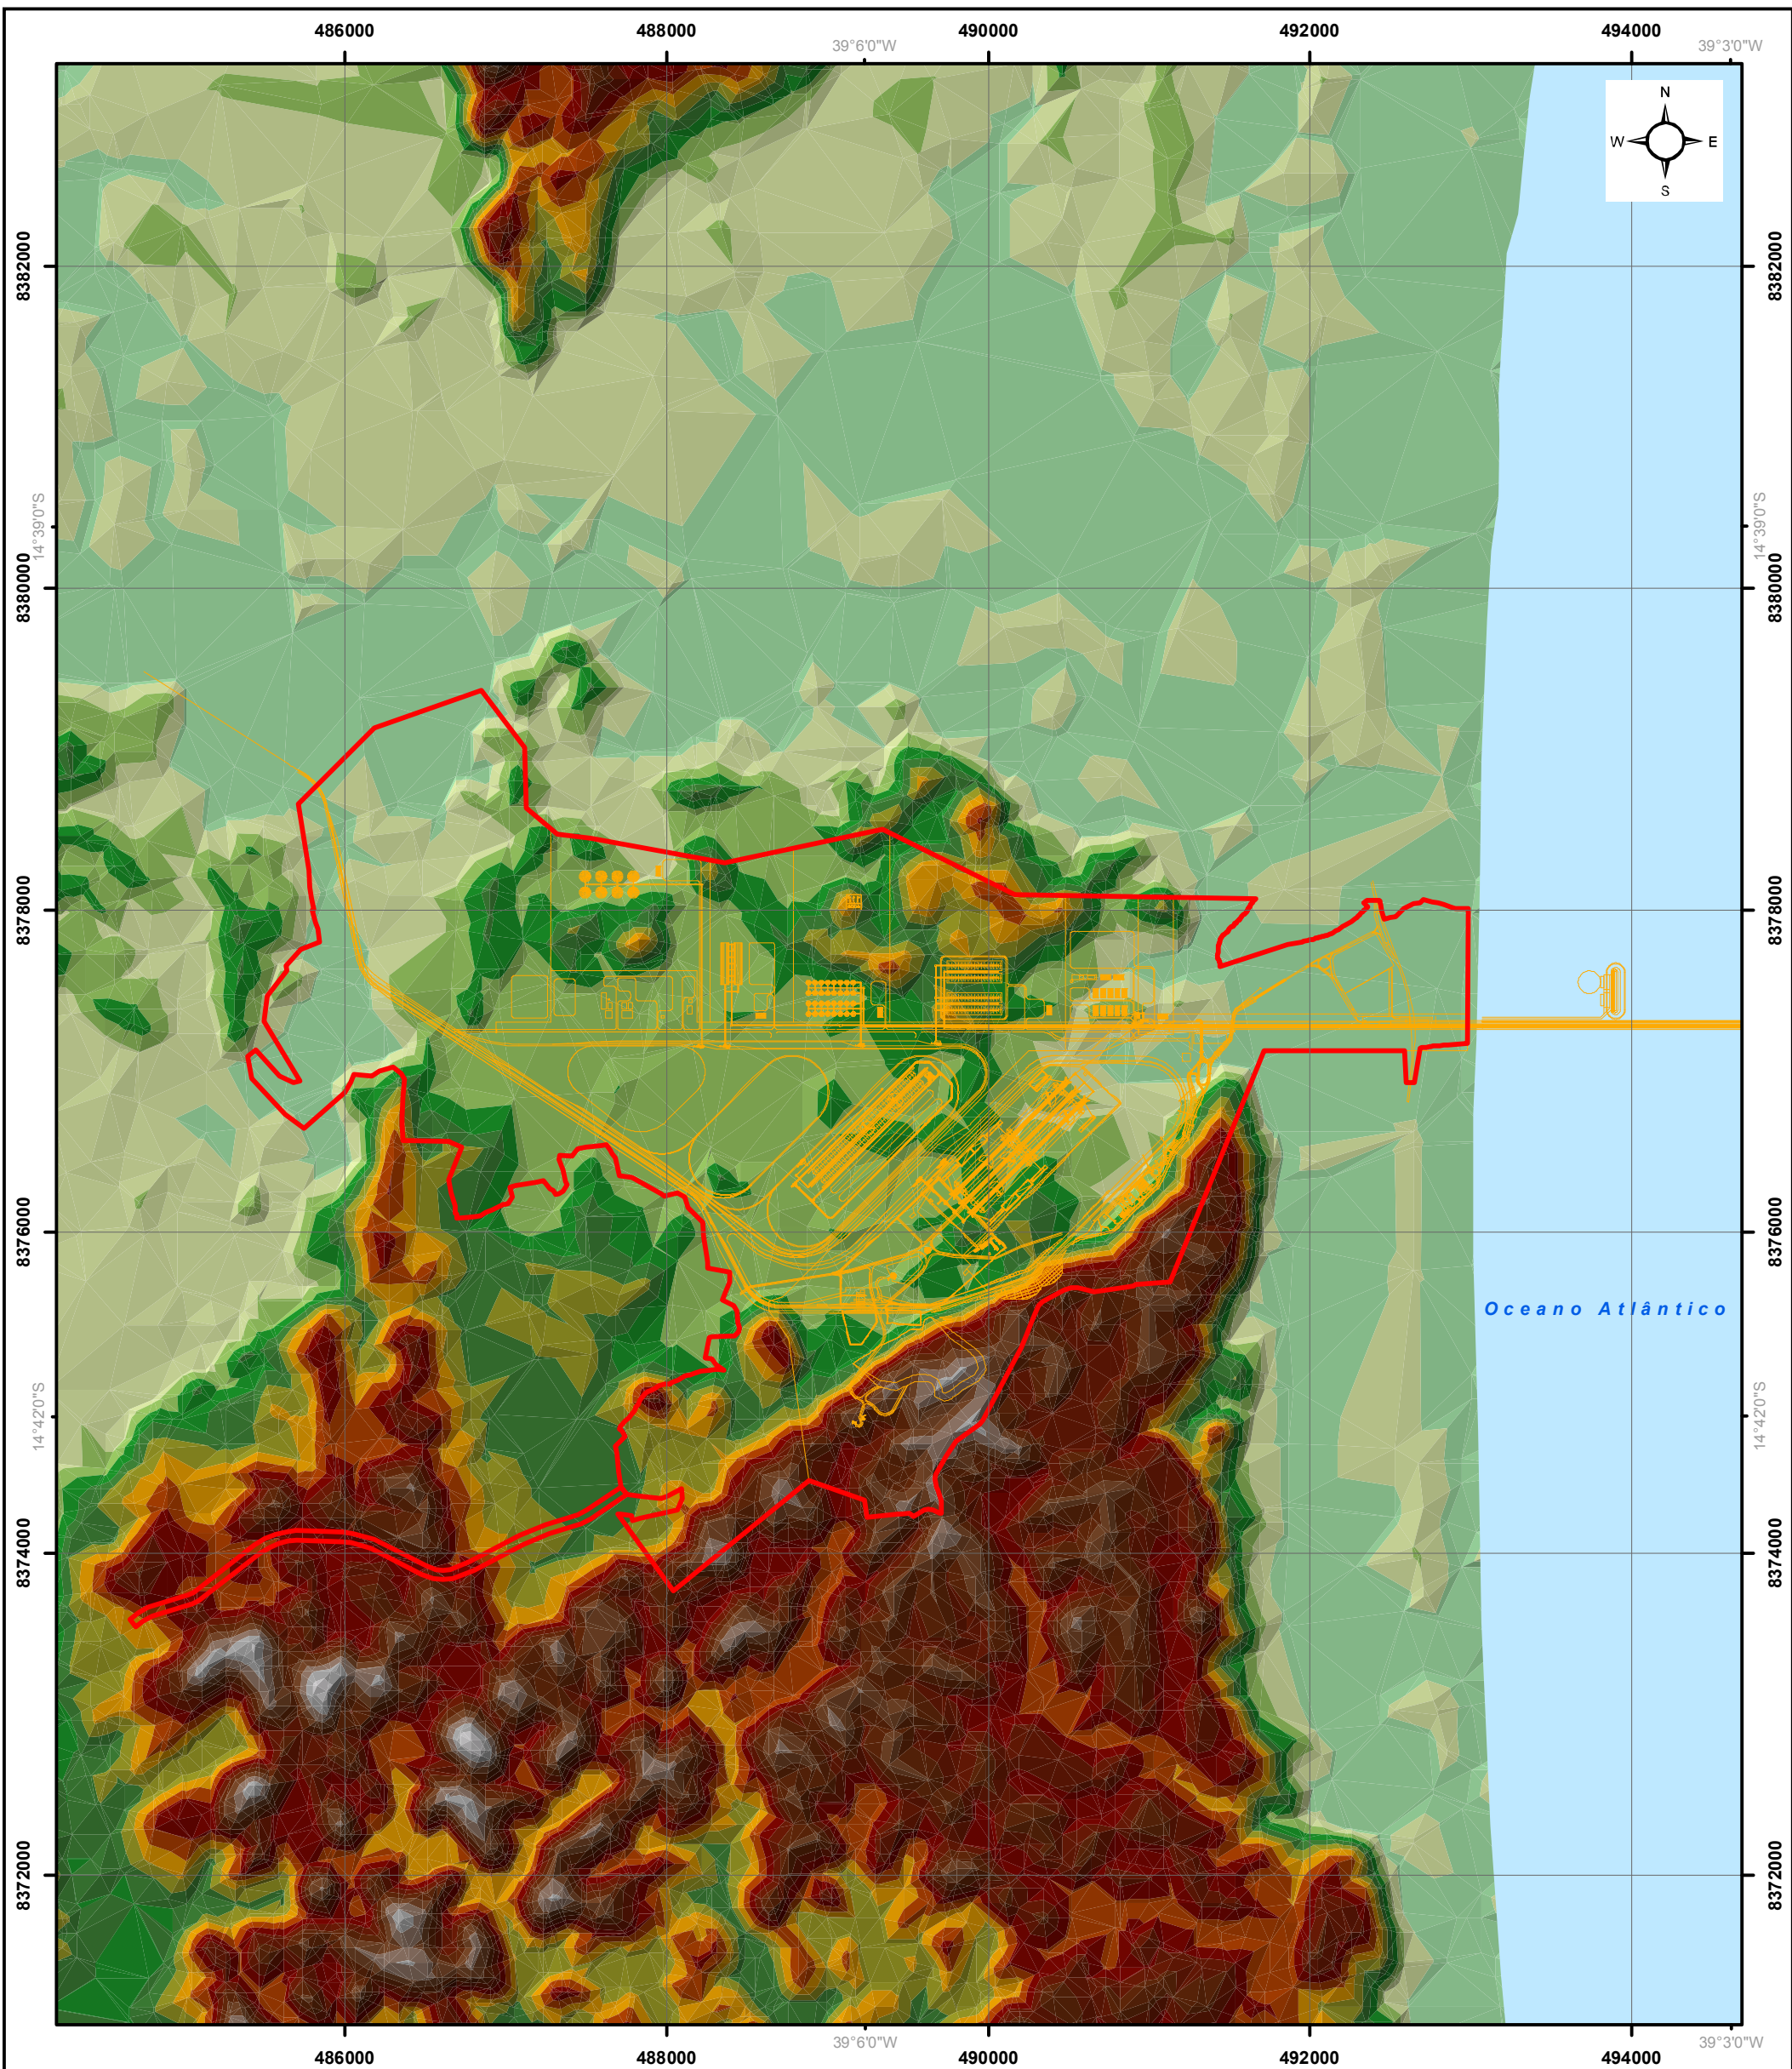 486000 488000 490000 492000 494000
39°6'0"W 39°3'0"W
N
W E
S
8382000 8382000
14°39'0"S 14°39'0"S
8380000 8380000
8378000 8378000
8376000 8376000
Oceano Atlântico
14°42'0"S 14°42'0"S
8374000 8374000
8372000 8372000
39°6'0"W 39°3'0"W
486000 488000 490000 492000 494000